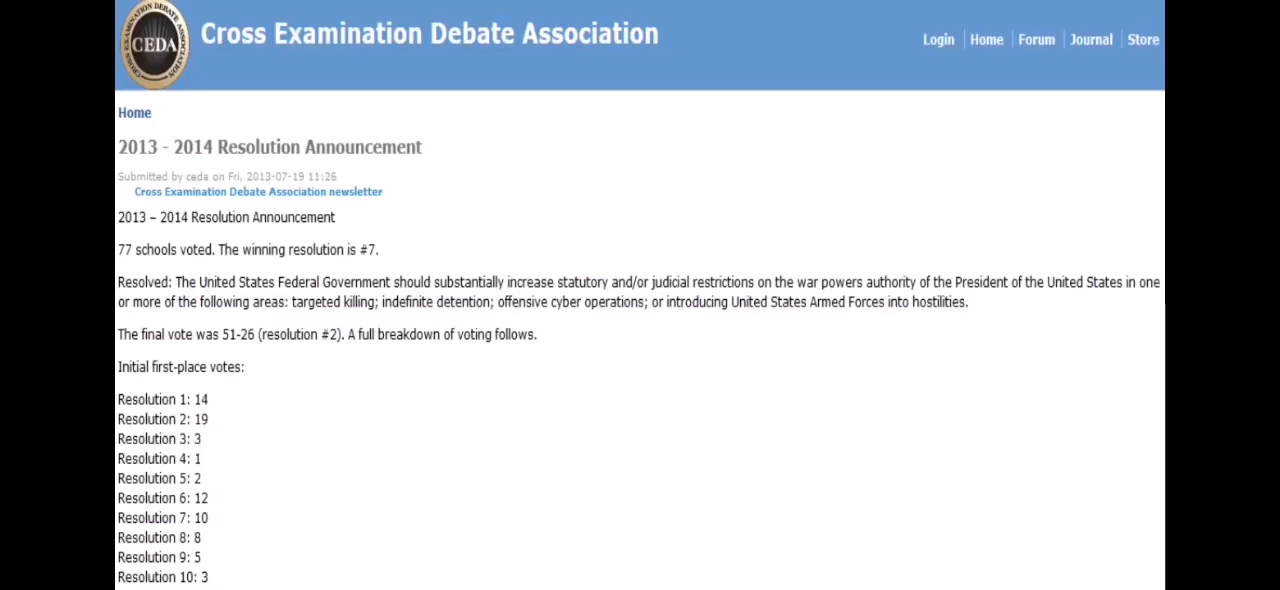 CROSS EXAMINATION DEBATE ASSOCIATION
CEDA
Cross Examination Debate Association
Login Home Forum Journal Store
Home
2013 - 2014 Resolution Announcement
Submitted by ceda on Fri, 2013-07-19 11:26
Cross Examination Debate Association newsletter
2013 – 2014 Resolution Announcement
77 schools voted. The winning resolution is #7.
Resolved: The United States Federal Government should substantially increase statutory and/or judicial restrictions on the war powers authority of the President of the United States in one
or more of the following areas: targeted killing; indefinite detention; offensive cyber operations; or introducing United States Armed Forces into hostilities.
The final vote was 51-26 (resolution #2). A full breakdown of voting follows.
Initial first-place votes:
Resolution 1: 14
Resolution 2: 19
Resolution 3: 3
Resolution 4: 1
Resolution 5: 2
Resolution 6: 12
Resolution 7: 10
Resolution 8: 8
Resolution 9: 5
Resolution 10: 3